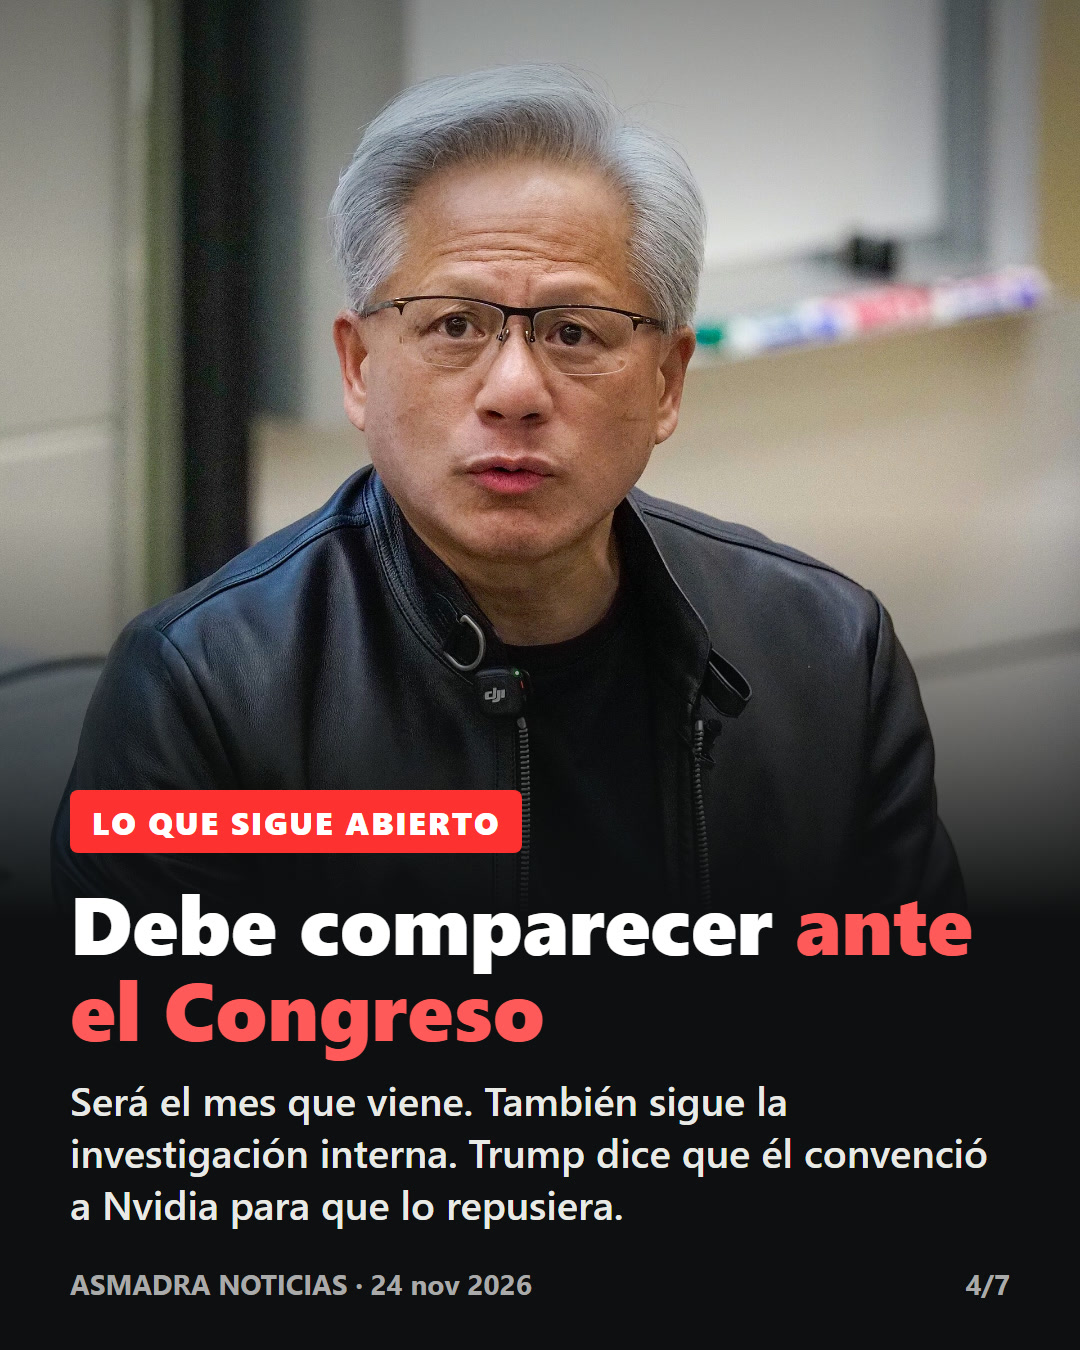 dji
LO QUE SIGUE ABIERTO
Debe comparecer ante
el Congreso
Será el mes que viene. También sigue la
investigación interna. Trump dice que él convenció
a Nvidia para que lo repusiera.
ASMADRA NOTICIAS · 24 nov 2026
4/7